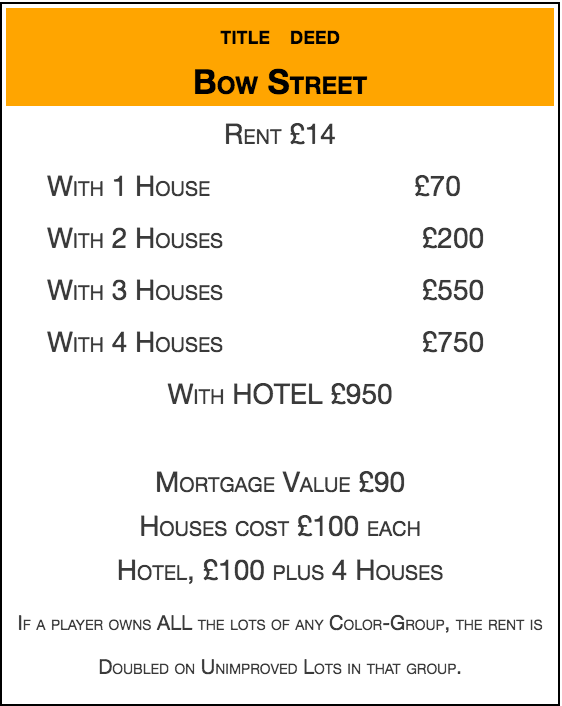 TITLE DEED
Bow Street
Rent £14
With 1 House £70
With 2 Houses £200
With 3 Houses £550
With 4 Houses £750
With HOTEL £950
Mortgage Value £90
Houses cost £100 each
Hotel, £100 plus 4 Houses
If a player owns ALL the lots of any Color-Group, the rent is
Doubled on Unimproved Lots in that group.